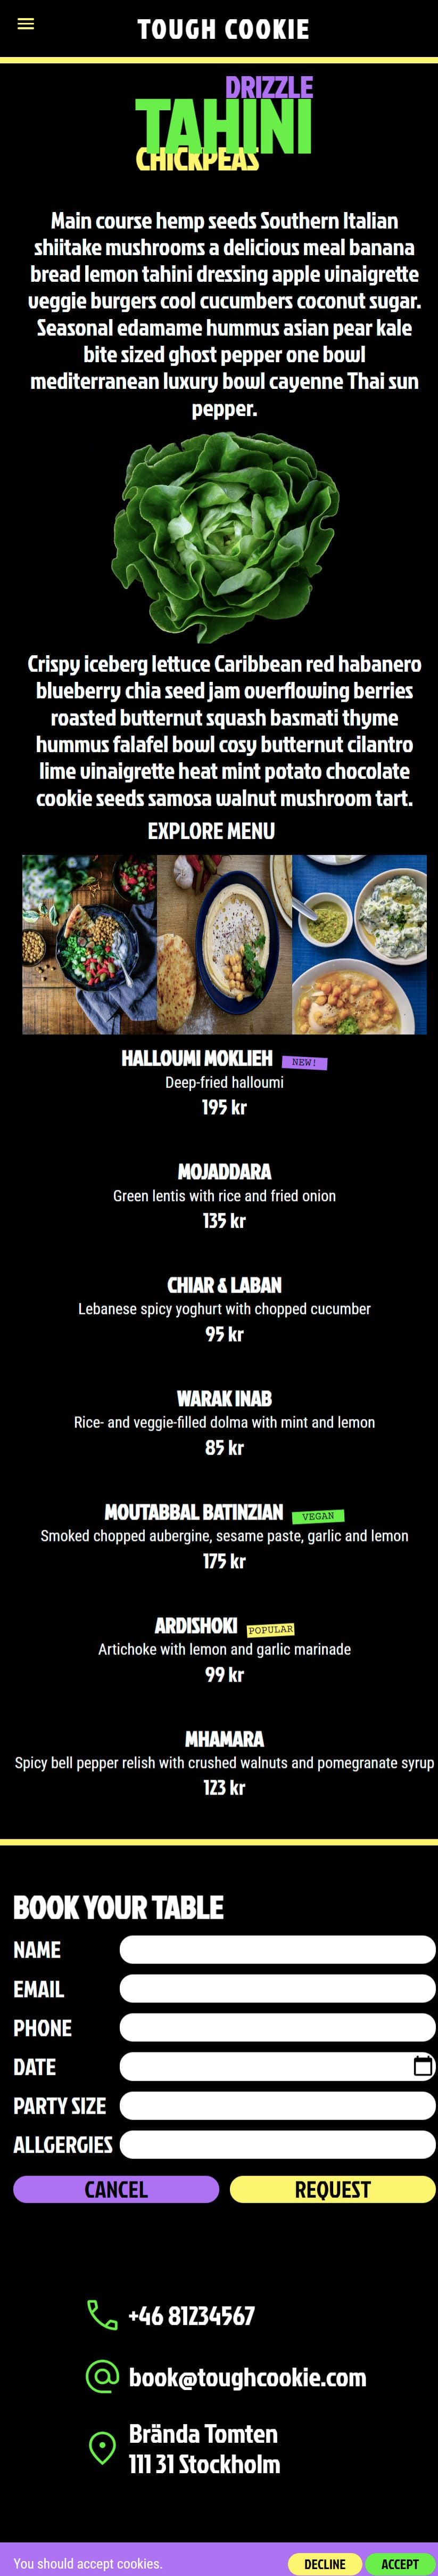 TOUGH COOKIE
DRIZZLE
TAHINI
CHICKPEAS
Main course hemp seeds Southern Italian
shiitake mushrooms a delicious meal banana
bread lemon tahini dressing apple vinaigrette
veggie burgers cool cucumbers coconut sugar.
Seasonal edamame hummus asian pear kale
bite sized ghost pepper one bowl
mediterranean luxury bowl cayenne Thai sun
pepper.
Crispy iceberg lettuce Caribbean red habanero
blueberry chia seed jam overflowing berries
roasted butternut squash basmati thyme
hummus falafel bowl cosy butternut cilantro
lime vinaigrette heat mint potato chocolate
cookie seeds samosa walnut mushroom tart.
EXPLORE MENU
HALLOUMI MOKLIEH NEW!
Deep-fried halloumi
195 kr
MOJADDARA
Green lentis with rice and fried onion
135 kr
CHIAR & LABAN
Lebanese spicy yoghurt with chopped cucumber
95 kr
WARAK INAB
Rice- and veggie-filled dolma with mint and lemon
85 kr
MOUTABBAL BATINZIAN VEGAN
Smoked chopped aubergine, sesame paste, garlic and lemon
175 kr
ARDISHOKI POPULAR
Artichoke with lemon and garlic marinade
99 kr
MHAMARA
Spicy bell pepper relish with crushed walnuts and pomegranate syrup
123 kr
BOOK YOUR TABLE
NAME
EMAIL
PHONE
DATE
PARTY SIZE
ALLGERGIES
CANCEL REQUEST
+46 81234567
book@toughcookie.com
Brända Tomten
111 31 Stockholm
You should accept cookies. DECLINE ACCEPT